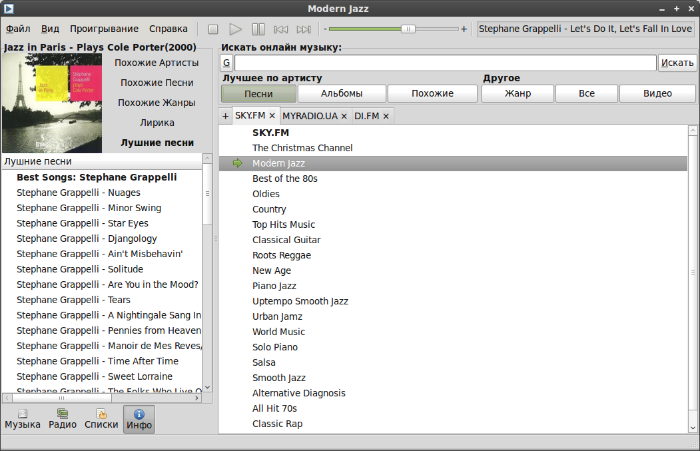 Modern Jazz
Файл Вид Проигрывание Справка
Stephane Grappelli - Let's Do It, Let's Fall In Love
Jazz in Paris - Plays Cole Porter(2000)
Похожие Артисты
Похожие Песни
Похожие Жанры
Лирика
Лушние песни
Лушние песни
Best Songs: Stephane Grappelli
Stephane Grappelli - Nuages
Stephane Grappelli - Minor Swing
Stephane Grappelli - Star Eyes
Stephane Grappelli - Djangology
Stephane Grappelli - Ain't Misbehavin'
Stephane Grappelli - Solitude
Stephane Grappelli - Are You in the Mood?
Stephane Grappelli - Tears
Stephane Grappelli - A Nightingale Sang In
Stephane Grappelli - Pennies from Heaven
Stephane Grappelli - Manoir de Mes Reves/
Stephane Grappelli - Time After Time
Stephane Grappelli - Sweet Lorraine
Stephane Grappelli - The Folks Who Live O
Музыка Радио Списки Инфо
Искать онлайн музыку:
G Искать
Лучшее по артисту Другое
Песни Альбомы Похожие Жанр Все Видео
+ SKY.FM × MYRADIO.UA × DI.FM ×
SKY.FM
The Christmas Channel
Modern Jazz
Best of the 80s
Oldies
Country
Top Hits Music
Classical Guitar
Roots Reggae
New Age
Piano Jazz
Uptempo Smooth Jazz
Urban Jamz
World Music
Solo Piano
Salsa
Smooth Jazz
Alternative Diagnosis
All Hit 70s
Classic Rap